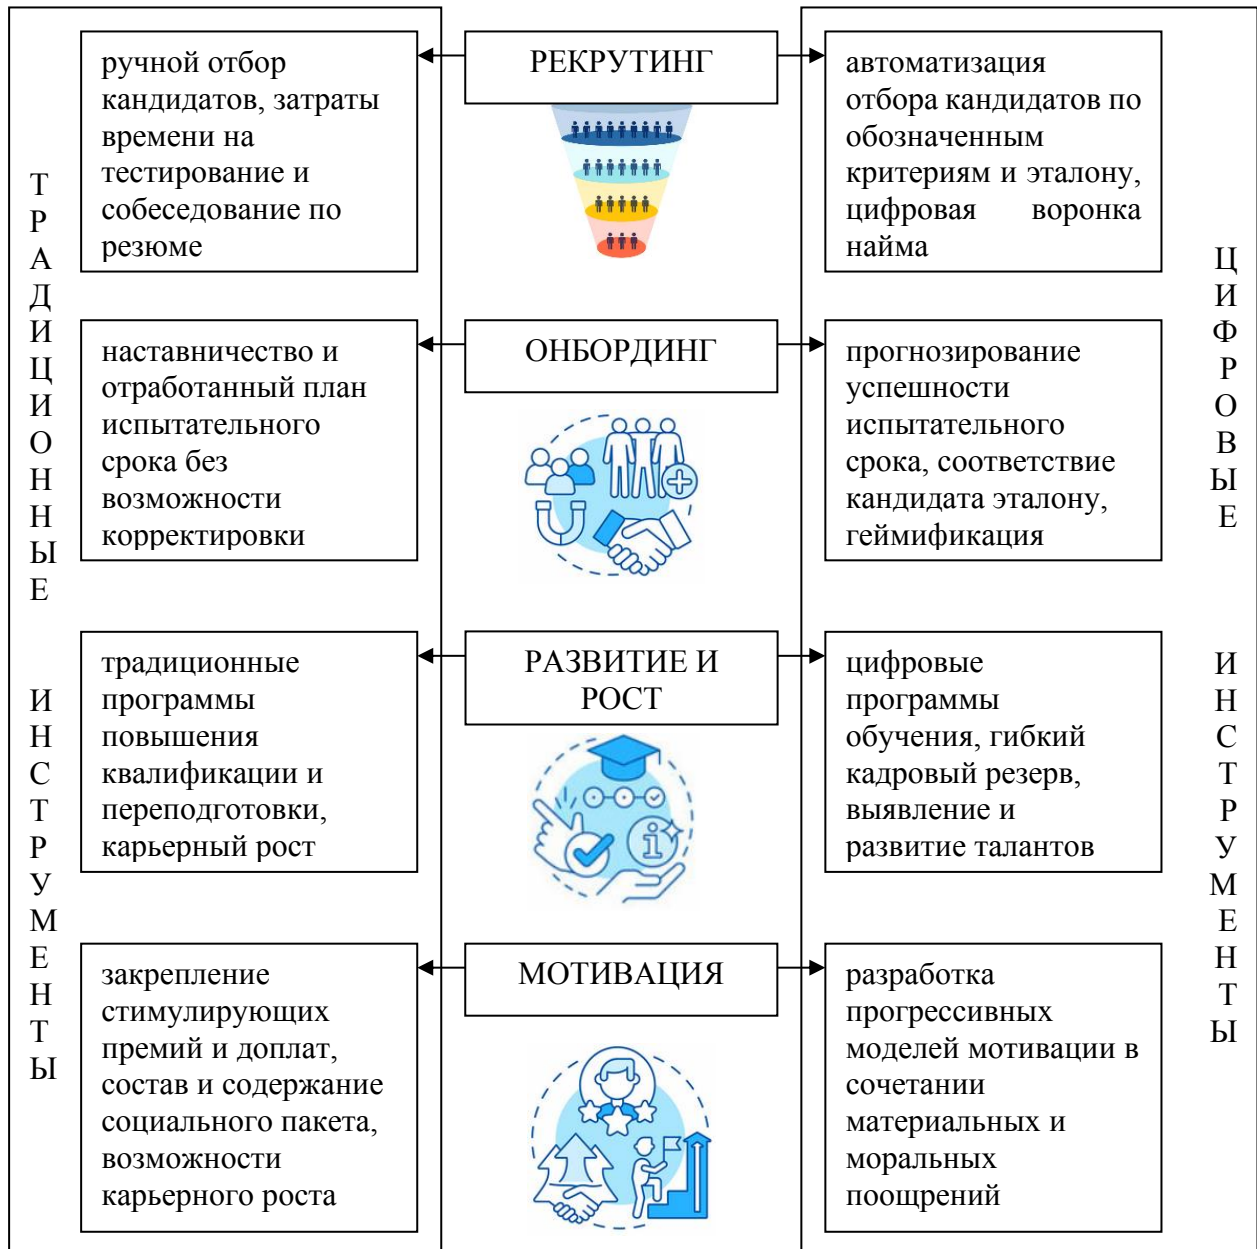 ТРАДИЦИОННЫЕ ИНСТРУМЕНТЫ
РЕКРУТИНГ
ручной отбор
кандидатов, затраты
времени на
тестирование и
собеседование по
резюме
автоматизация
отбора кандидатов по
обозначенным
критериям и эталону,
цифровая воронка
найма
ОНБОРДИНГ
наставничество и
отработанный план
испытательного
срока без
возможности
корректировки
прогнозирование
успешности
испытательного
срока, соответствие
кандидата эталону,
геймификация
РАЗВИТИЕ И
РОСТ
традиционные
программы
повышения
квалификации и
переподготовки,
карьерный рост
цифровые
программы
обучения, гибкий
кадровый резерв,
выявление и
развитие талантов
МОТИВАЦИЯ
закрепление
стимулирующих
премий и доплат,
состав и содержание
социального пакета,
возможности
карьерного роста
разработка
прогрессивных
моделей мотивации в
сочетании
материальных и
моральных
поощрений
ЦИФРОВЫЕ ИНСТРУМЕНТЫ